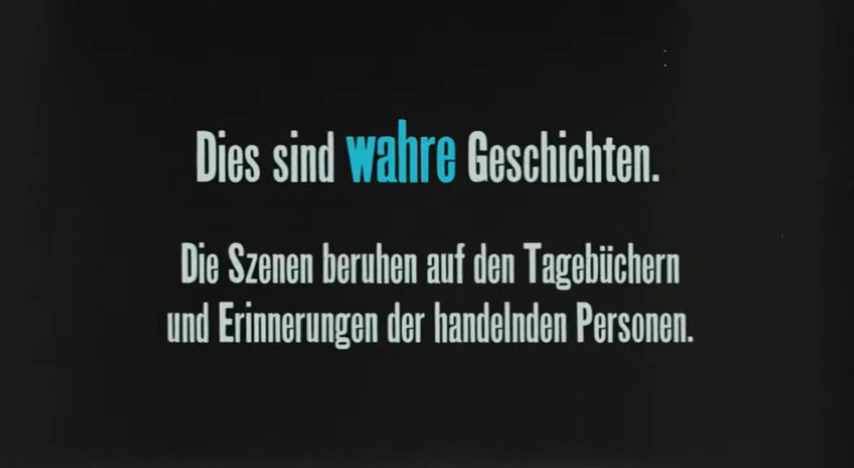 Dies sind wahre Geschichten.
Die Szenen beruhen auf den Tagebüchern
und Erinnerungen der handelnden Personen.